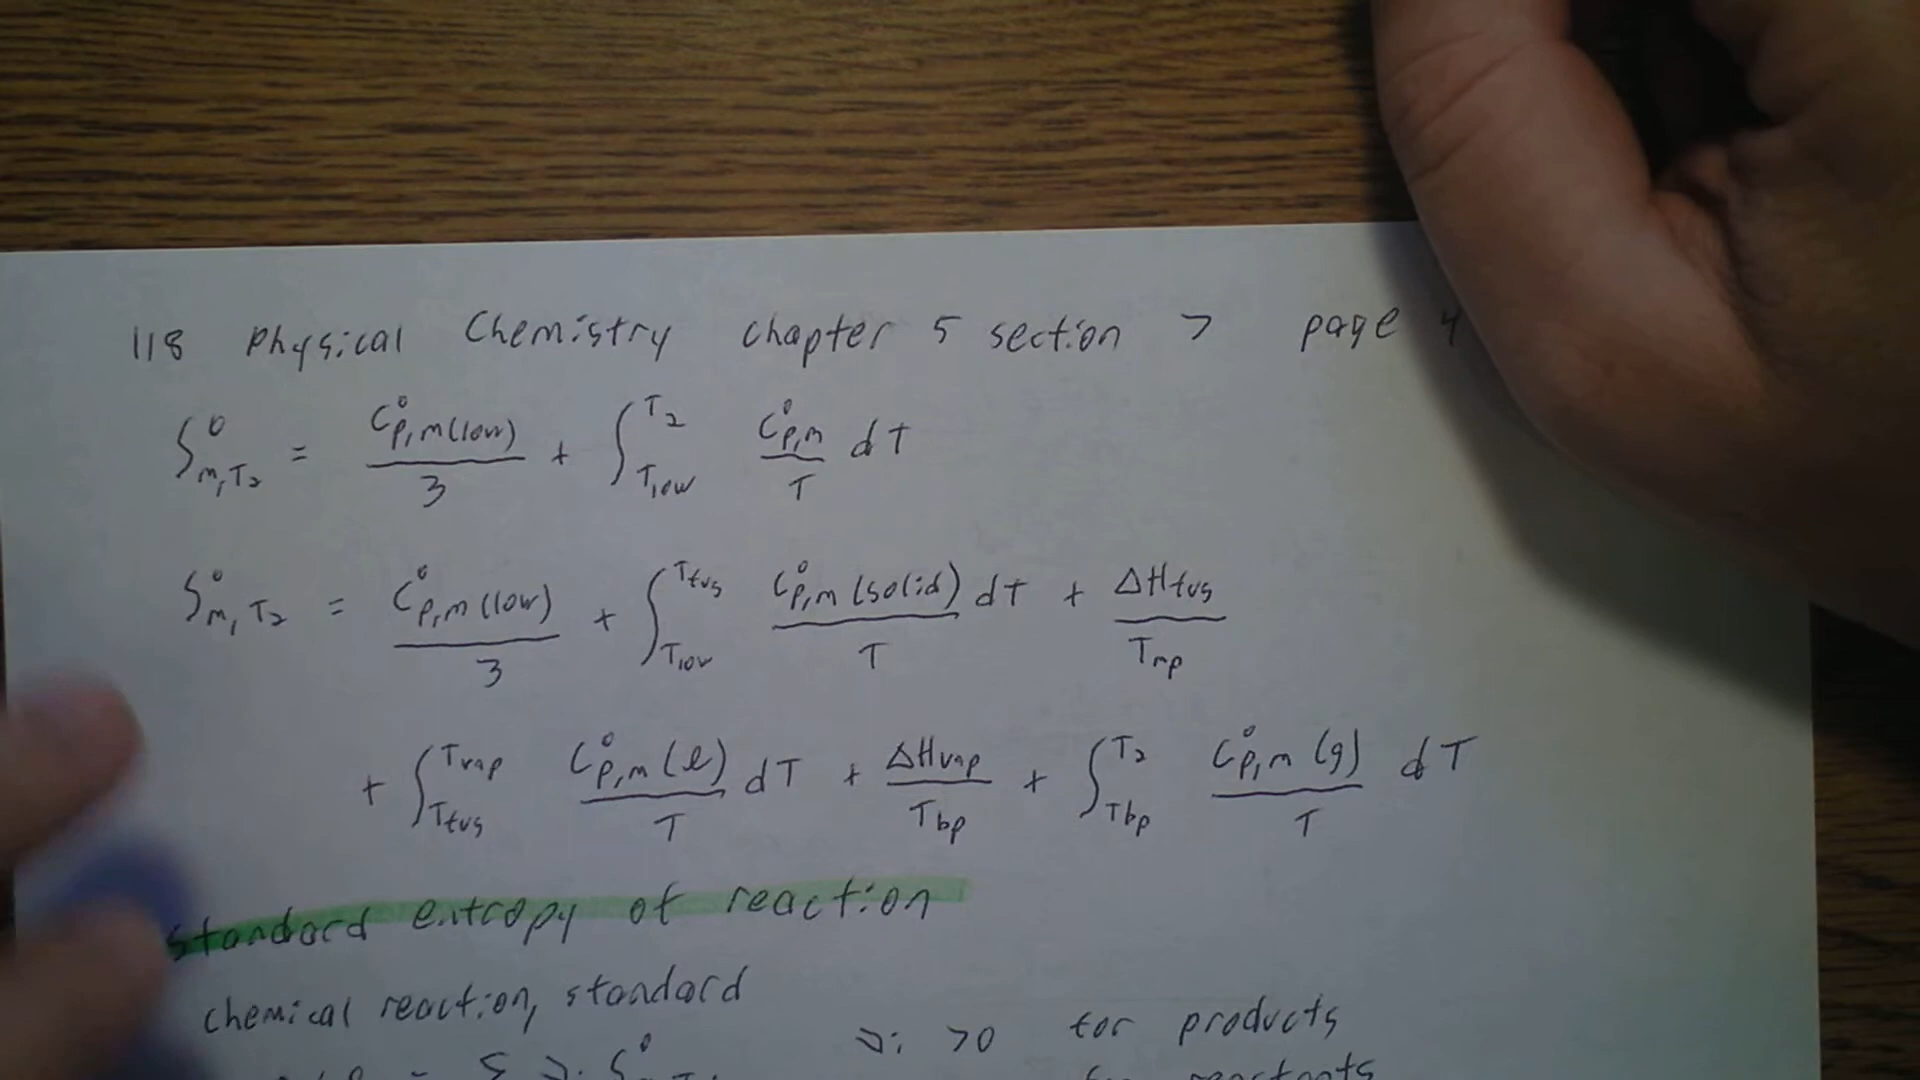 118 Physical Chemistry chapter 5 section 7 page 4
S°m,T2 = C°p,m(low)/3 + ∫Tlow^T2 C°p,m/T dT
S°m,T2 = C°p,m(low)/3 + ∫Tlow^Tfus C°p,m(solid)/T dT + ΔHfus/Tmp
+ ∫Tfus^Tvap C°p,m(l)/T dT + ΔHvap/Tbp + ∫Tbp^T2 C°p,m(g)/T dT
standard entropy of reaction
chemical reaction, standard
νi >0 for products